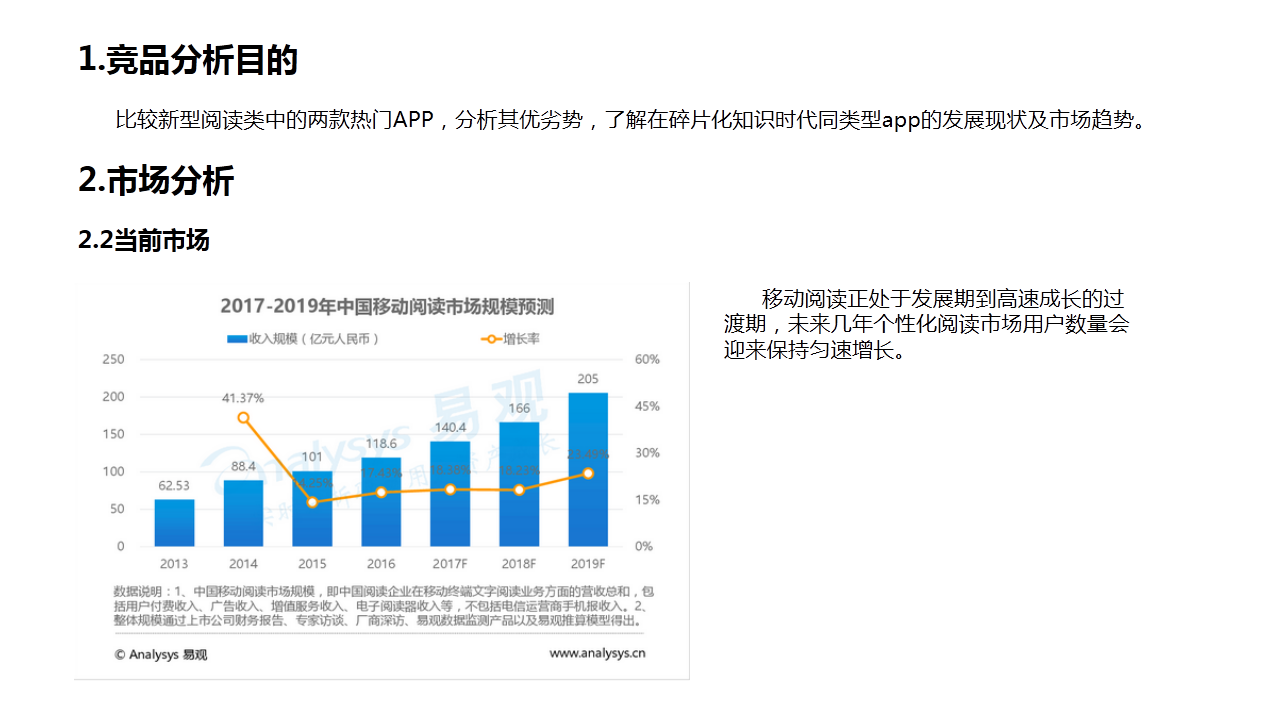 1.竞品分析目的
比较新型阅读类中的两款热门APP，分析其优劣势，了解在碎片化知识时代同类型app的发展现状及市场趋势。
2.市场分析
2.2当前市场
2017-2019年中国移动阅读市场规模预测
收入规模（亿元人民币） 增长率
250 60%
200 45%
150 30%
100 15%
50 0%
0
41.37%
62.53 88.4 101 118.6 140.4 166 205
2013 2014 2015 2016 2017F 2018F 2019F
Analysys 易观
数据说明：1、中国移动阅读市场规模，即中国阅读企业在移动终端文字阅读业务方面的营收总和，包
括用户付费收入、广告收入、增值服务收入、电子阅读器收入等，不包括电信运营商手机报收入。2、
整体规模通过上市公司财务报告、专家访谈、厂商深访、易观数据监测产品以及易观推算模型得出。
© Analysys 易观 www.analysys.cn
移动阅读正处于发展期到高速成长的过
渡期，未来几年个性化阅读市场用户数量会
迎来保持匀速增长。